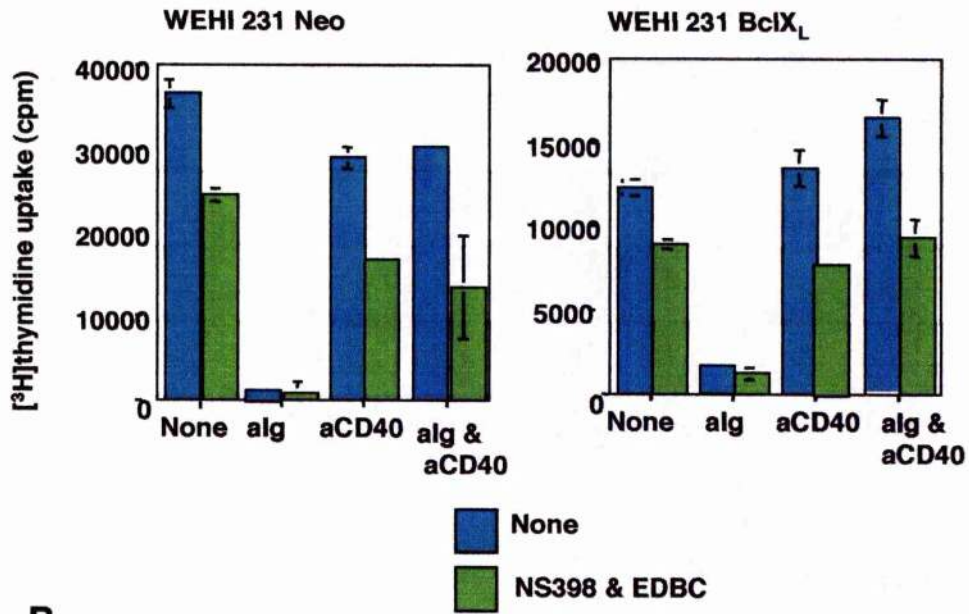 WEHI 231 Neo
WEHI 231 BclX_L
[³H]thymidine uptake (cpm)
40000
30000
20000
10000
0
20000
15000
10000
5000
0
None
aIg
aCD40
aIg &
aCD40
None
aIg
aCD40
aIg &
aCD40
None
NS398 & EDBC